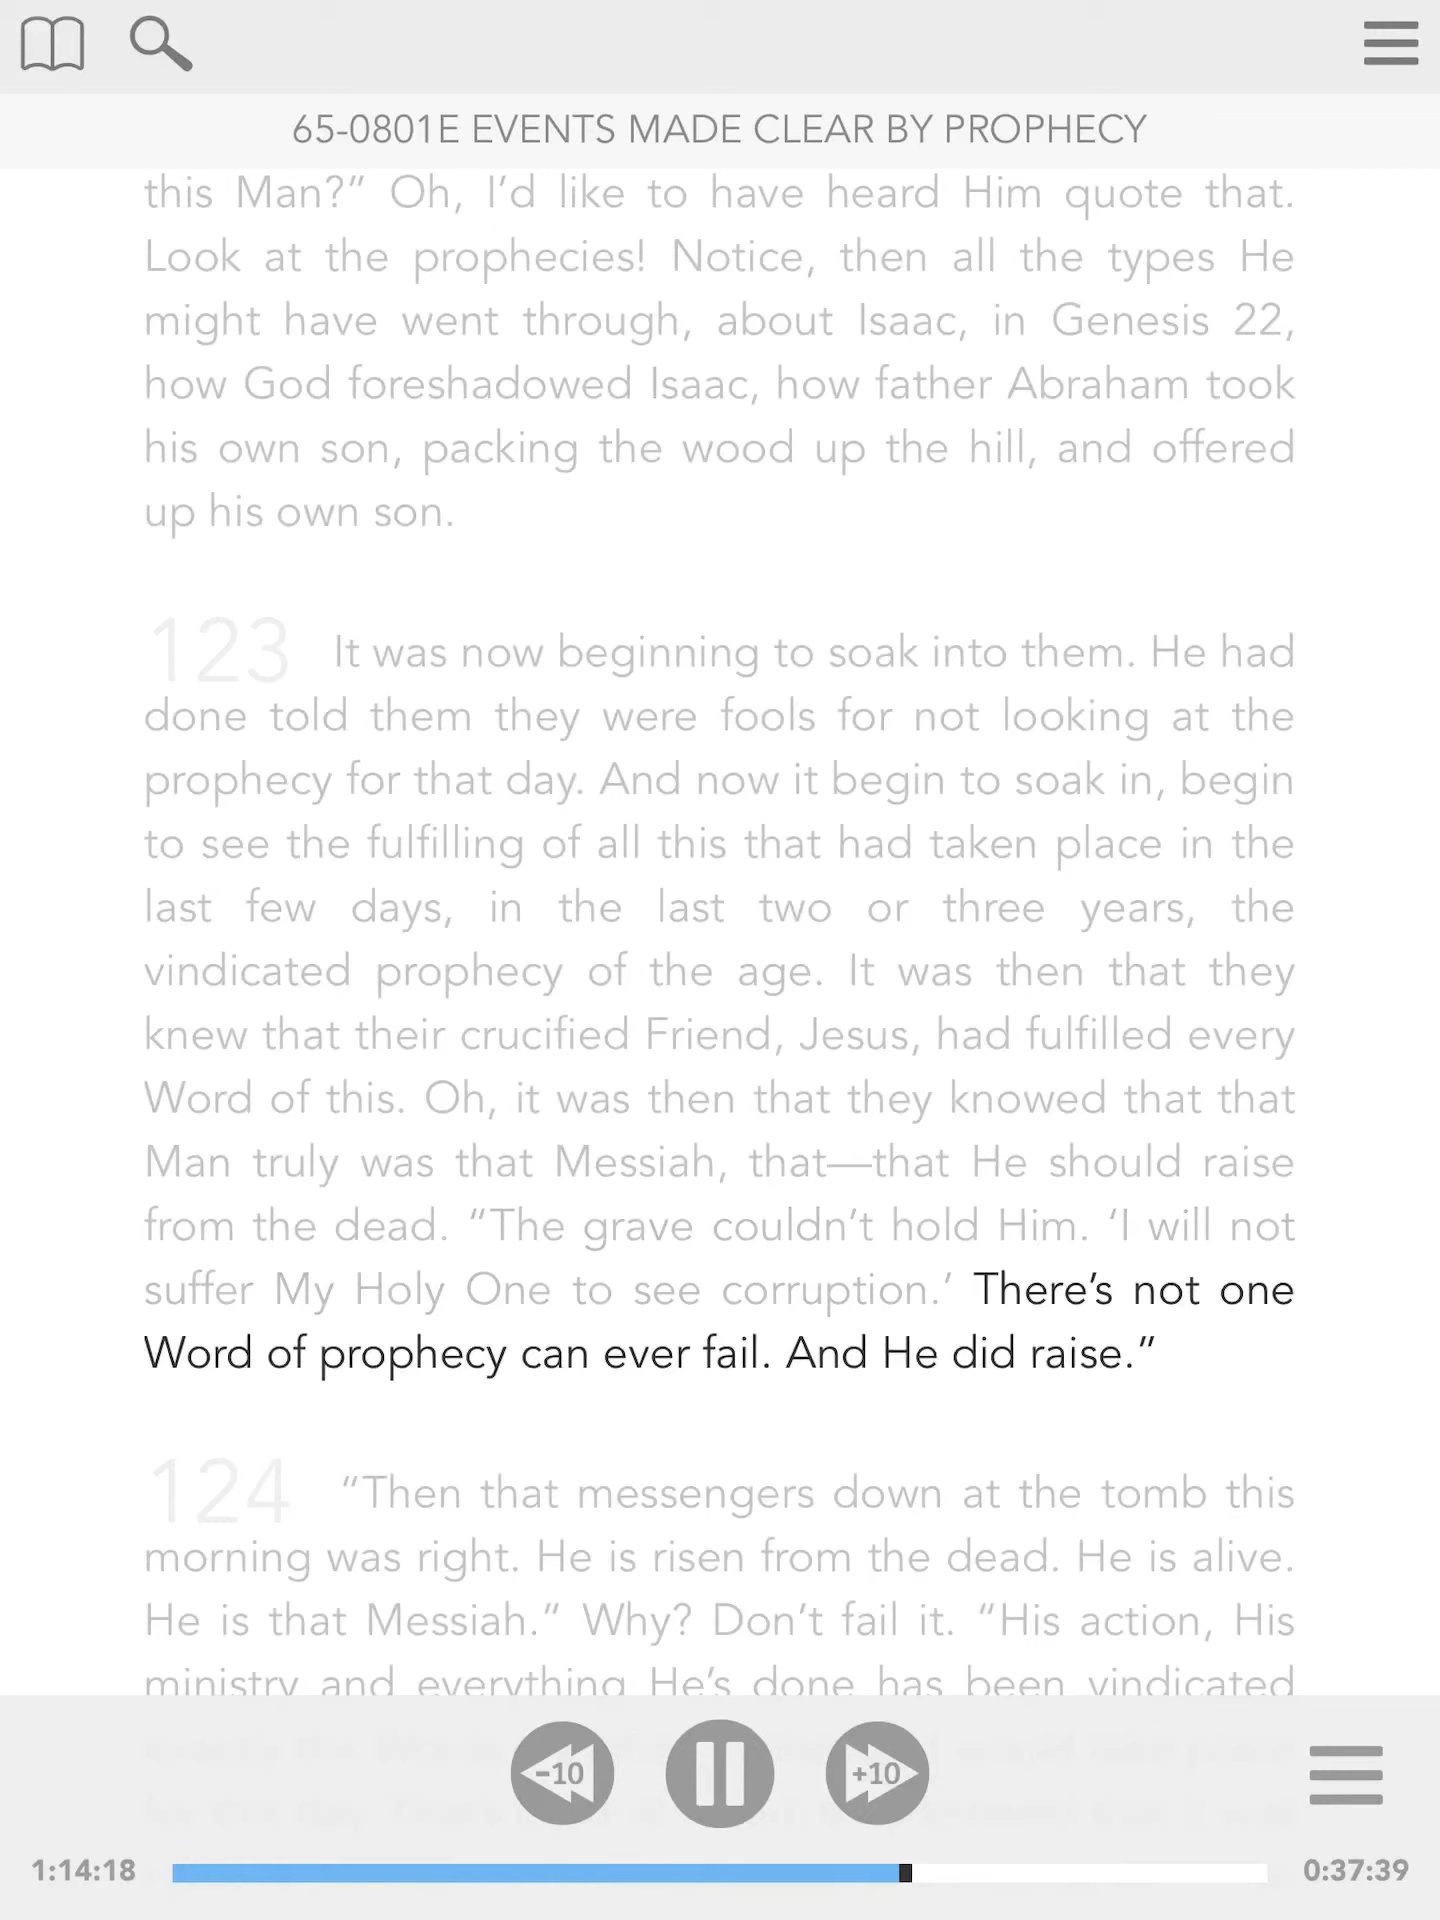 65-0801E EVENTS MADE CLEAR BY PROPHECY
this Man?” Oh, I’d like to have heard Him quote that.
Look at the prophecies! Notice, then all the types He
might have went through, about Isaac, in Genesis 22,
how God foreshadowed Isaac, how father Abraham took
his own son, packing the wood up the hill, and offered
up his own son.
123 It was now beginning to soak into them. He had
done told them they were fools for not looking at the
prophecy for that day. And now it begin to soak in, begin
to see the fulfilling of all this that had taken place in the
last few days, in the last two or three years, the
vindicated prophecy of the age. It was then that they
knew that their crucified Friend, Jesus, had fulfilled every
Word of this. Oh, it was then that they knowed that that
Man truly was that Messiah, that—that He should raise
from the dead. “The grave couldn’t hold Him. ‘I will not
suffer My Holy One to see corruption.’ There’s not one
Word of prophecy can ever fail. And He did raise.”
124 “Then that messengers down at the tomb this
morning was right. He is risen from the dead. He is alive.
He is that Messiah.” Why? Don’t fail it. “His action, His
ministry and everything He’s done has been vindicated
-10 +10
1:14:18 0:37:39